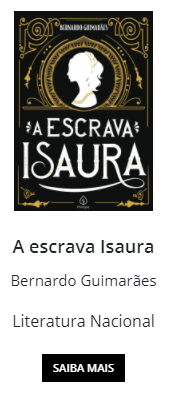 BERNARDO GUIMARÃES
A ESCRAVA
ISAURA
A escrava Isaura
Bernardo Guimarães
Literatura Nacional
SAIBA MAIS